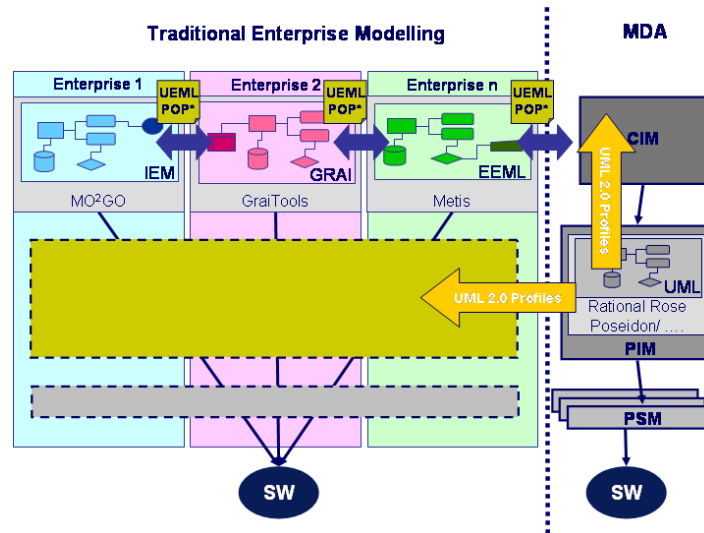 Traditional Enterprise Modelling
MDA
Enterprise 1
Enterprise 2
Enterprise n
UEML
POP*
UEML
POP*
UEML
POP*
IEM
GRAI
EEML
CIM
MO²GO
GraiTools
Metis
UML 2.0 Profiles
UML 2.0 Profiles
UML
Rational Rose
Poseidon/ ....
PIM
PSM
SW
SW